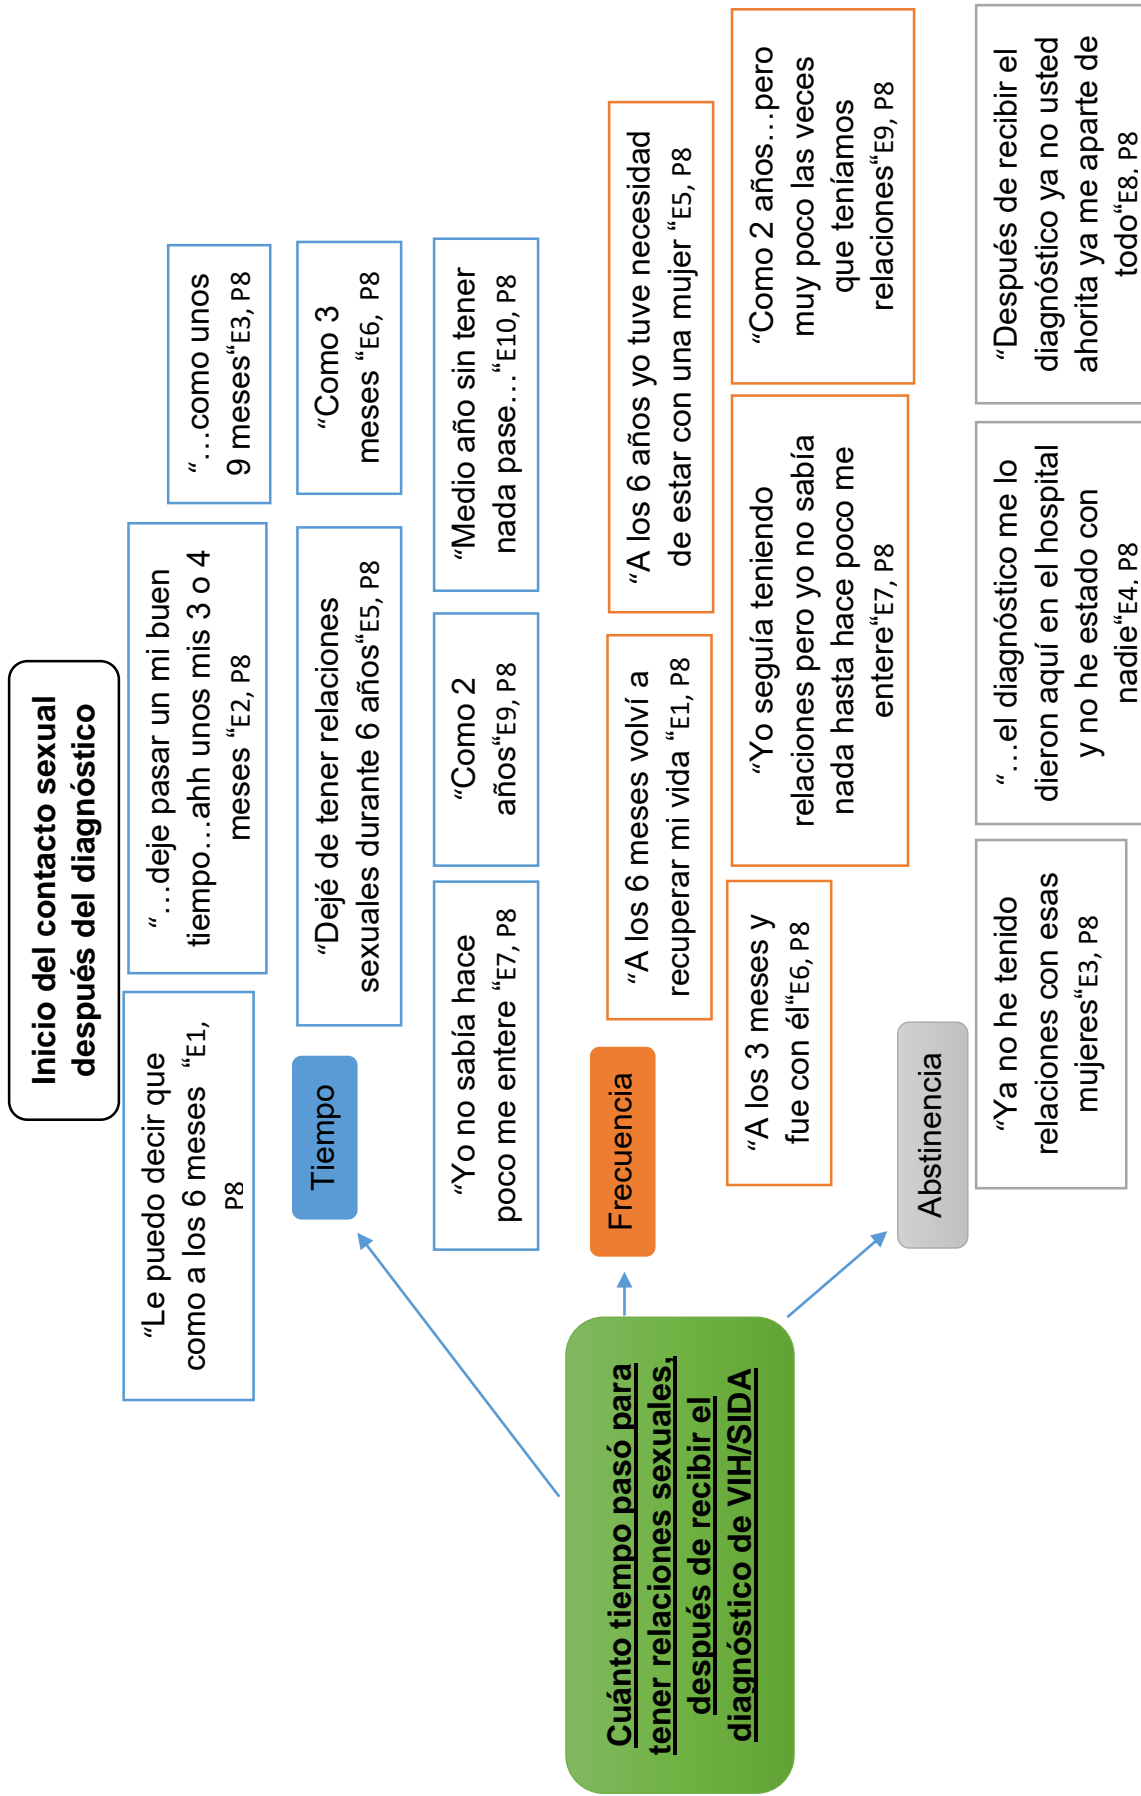 Inicio del contacto sexual
después del diagnóstico
“Le puedo decir que
como a los 6 meses “E1,
P8
“…deje pasar un mi buen
tiempo…ahh unos mis 3 o 4
meses “E2, P8
“…como unos
9 meses“E3, P8
Tiempo
“Dejé de tener relaciones
sexuales durante 6 años“E5, P8
“Como 3
meses “E6, P8
“Yo no sabía hace
poco me entere “E7, P8
“Como 2
años“E9, P8
“Medio año sin tener
nada pase… “E10, P8
Cuánto tiempo pasó para
tener relaciones sexuales,
después de recibir el
diagnóstico de VIH/SIDA
Frecuencia
“A los 6 meses volví a
recuperar mi vida “E1, P8
“A los 6 años yo tuve necesidad
de estar con una mujer “E5, P8
“A los 3 meses y
fue con él“E6, P8
“Yo seguía teniendo
relaciones pero yo no sabía
nada hasta hace poco me
entere“E7, P8
“Como 2 años…pero
muy poco las veces
que teníamos
relaciones“E9, P8
Abstinencia
“Ya no he tenido
relaciones con esas
mujeres“E3, P8
“…el diagnóstico me lo
dieron aquí en el hospital
y no he estado con
nadie“E4, P8
“Después de recibir el
diagnóstico ya no usted
ahorita ya me aparte de
todo“E8, P8